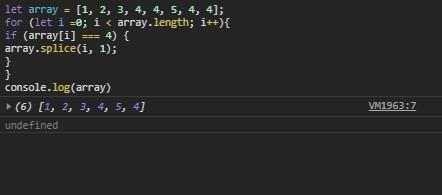 let array = [1, 2, 3, 4, 4, 5, 4, 4];
for (let i =0; i < array.length; i++){
if (array[i] === 4) {
array.splice(i, 1);
}
}
console.log(array)
▸(6) [1, 2, 3, 4, 5, 4] VM1963:7
undefined